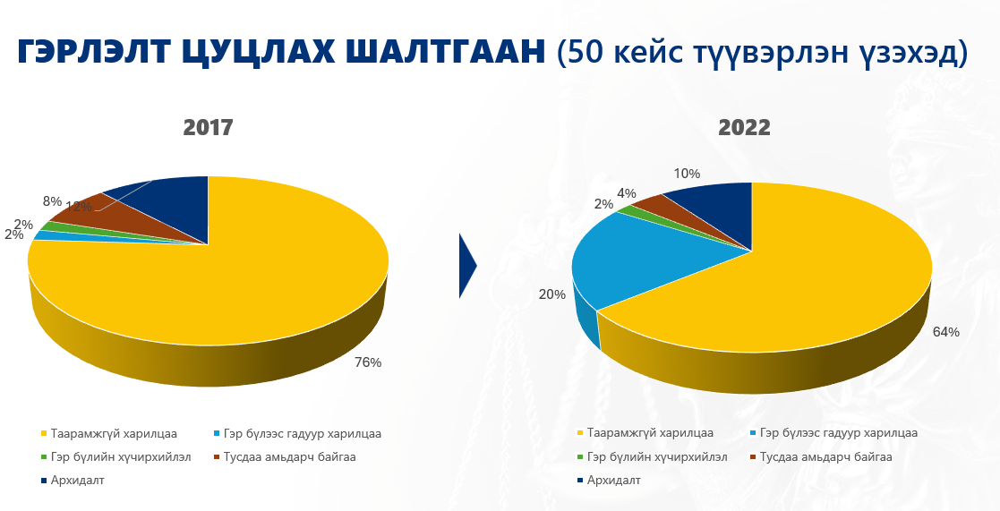 ГЭРЛЭЛТ ЦУЦЛАХ ШАЛТГААН (50 кейс түүвэрлэн үзэхэд)
2017
8%
12%
2%
2%
76%
Таарамжгүй харилцаа
Гэр бүлээс гадуур харилцаа
Гэр бүлийн хүчирхийлэл
Тусдаа амьдарч байгаа
Архидалт
2022
10%
4%
2%
20%
64%
Таарамжгүй харилцаа
Гэр бүлээс гадуур харилцаа
Гэр бүлийн хүчирхийлэл
Тусдаа амьдарч байгаа
Архидалт